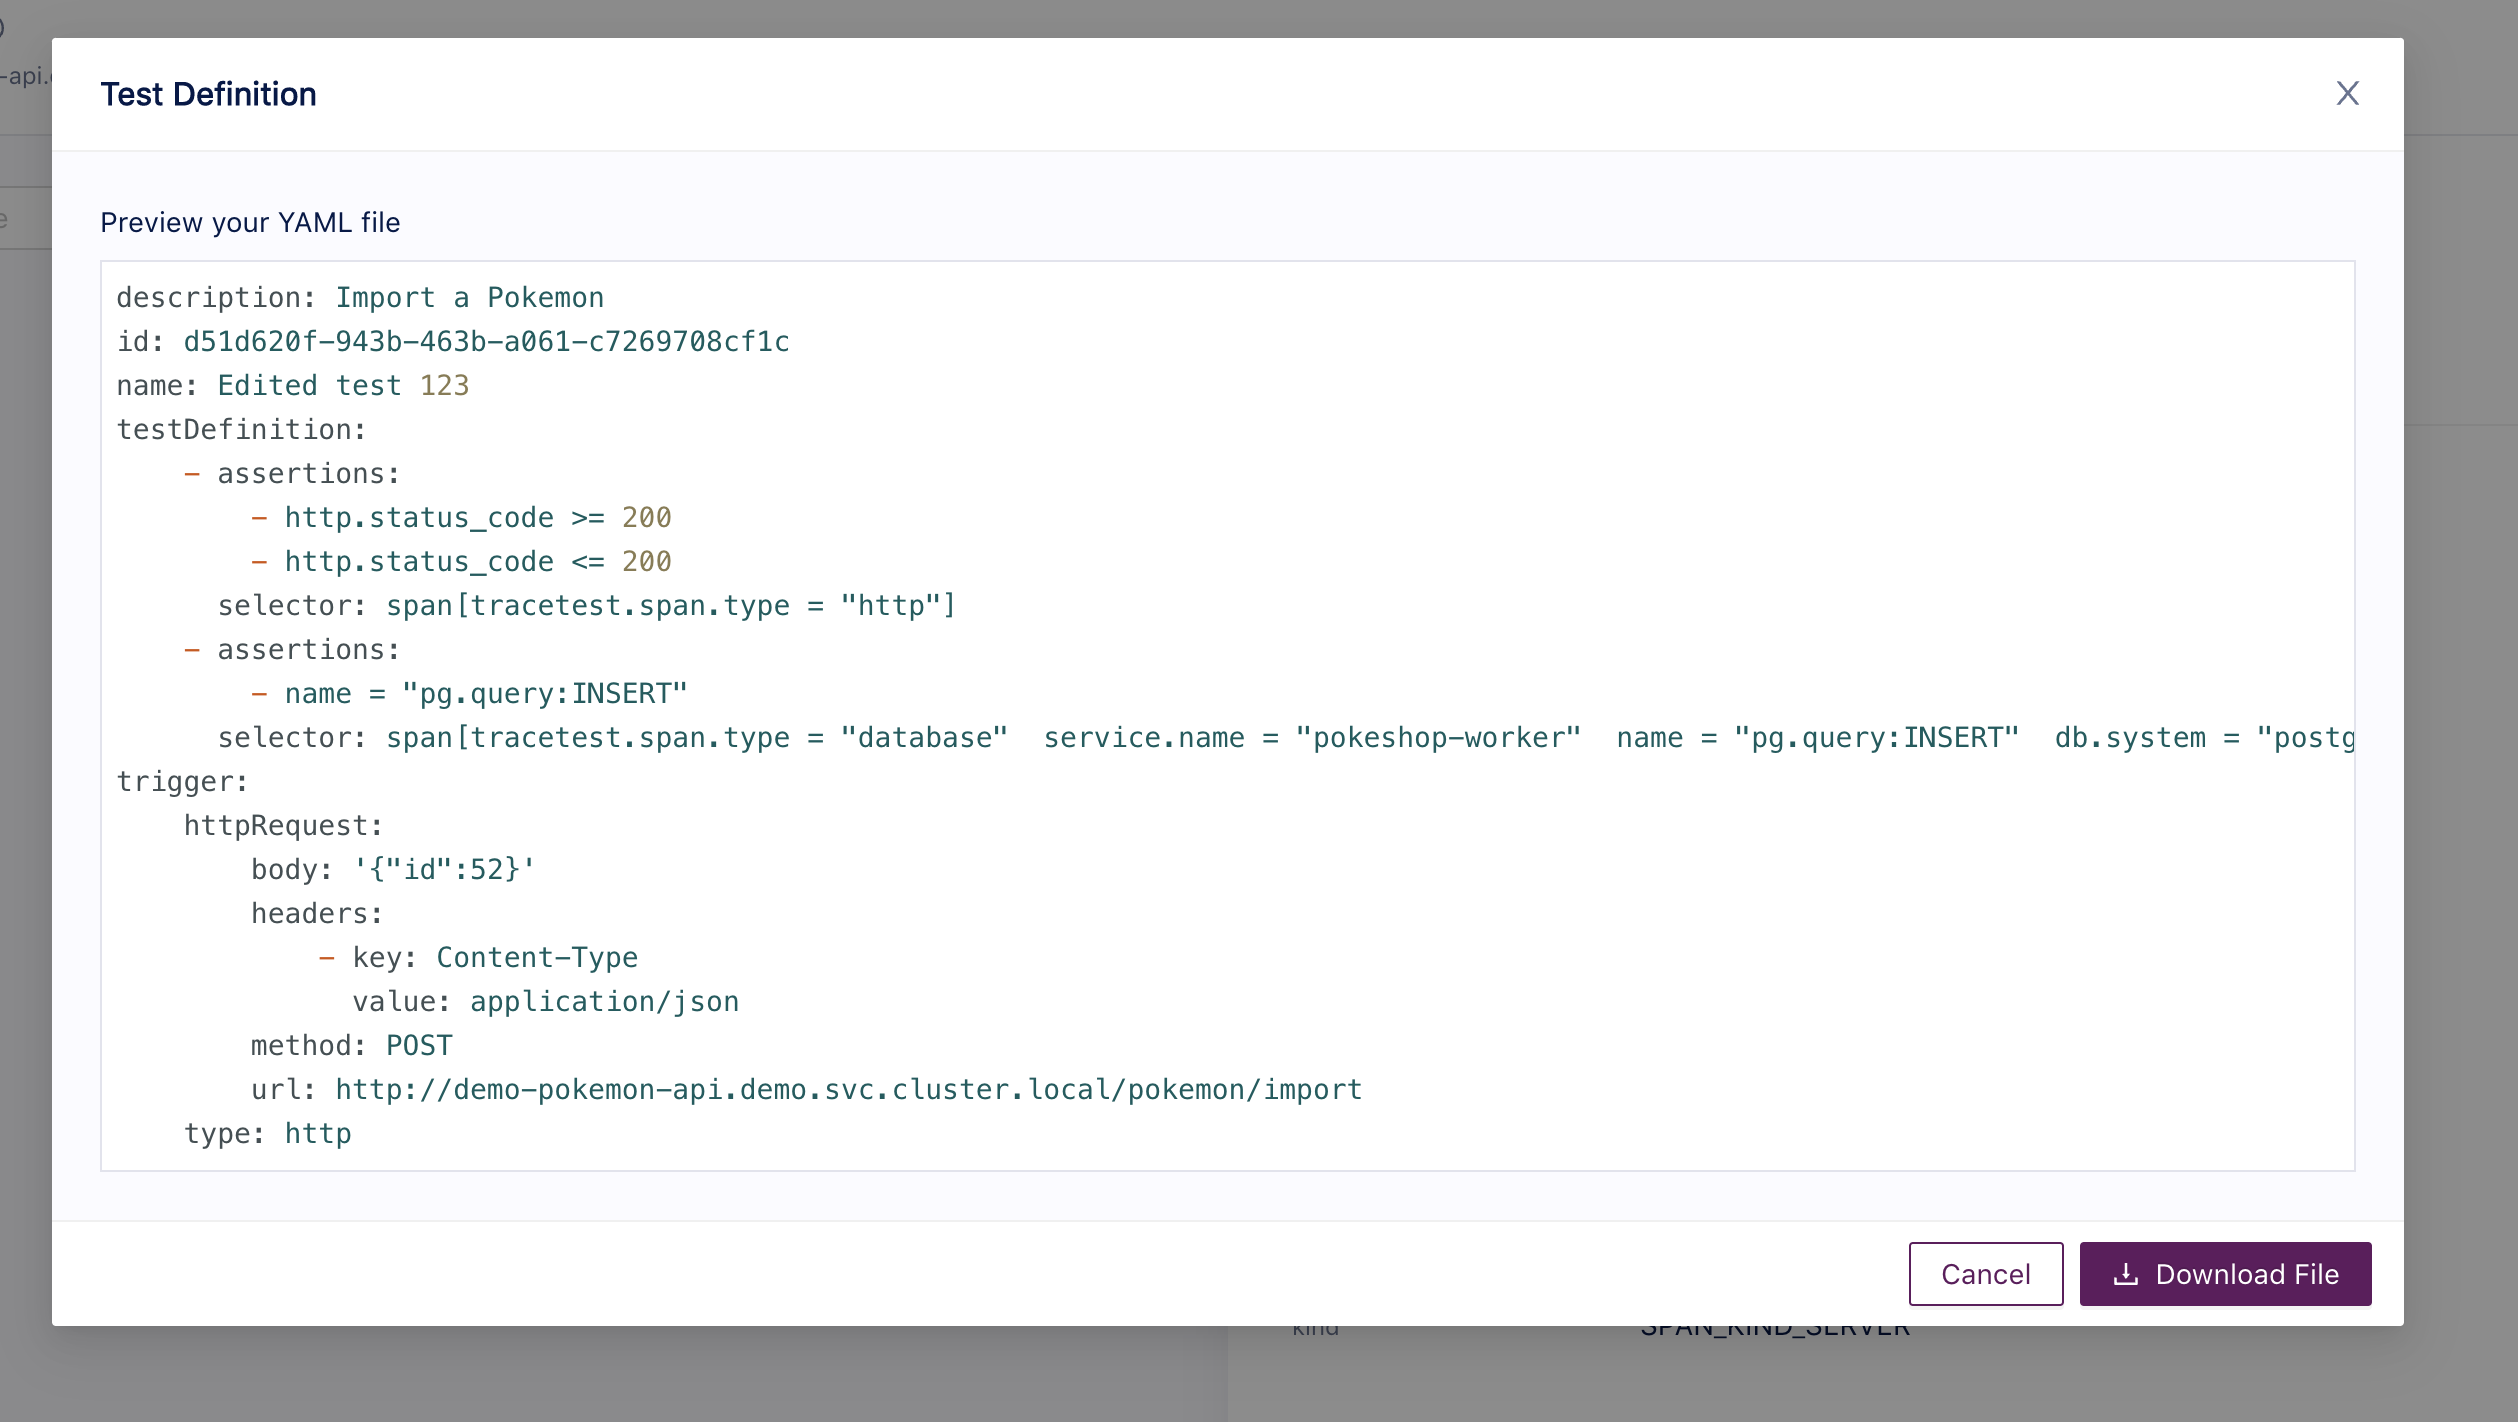 -api.
Test Definition
Preview your YAML file
description: Import a Pokemon
id: d51d620f-943b-463b-a061-c7269708cf1c
name: Edited test 123
testDefinition:
    - assertions:
        - http.status_code >= 200
        - http.status_code <= 200
      selector: span[tracetest.span.type = "http"]
    - assertions:
        - name = "pg.query:INSERT"
      selector: span[tracetest.span.type = "database"  service.name = "pokeshop-worker"  name = "pg.query:INSERT"  db.system = "postg
trigger:
    httpRequest:
        body: '{"id":52}'
        headers:
            - key: Content-Type
              value: application/json
        method: POST
        url: http://demo-pokemon-api.demo.svc.cluster.local/pokemon/import
    type: http
Cancel
Download File
kind SPAN_KIND_SERVER